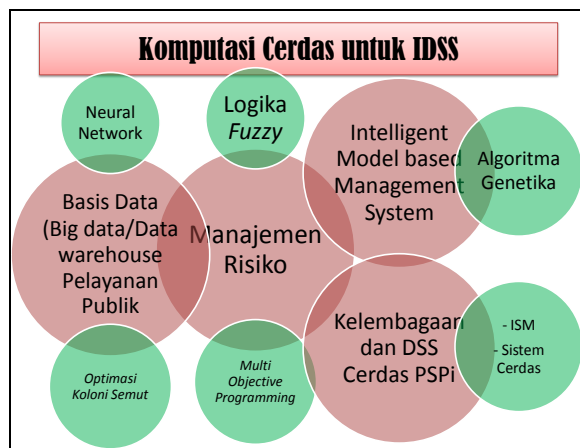 Komputasi Cerdas untuk IDSS
Neural
Network
Logika
Fuzzy
Intelligent
Model based
Management
System
Algoritma
Genetika
Basis Data
(Big data/Data
warehouse
Pelayanan
Publik
Manajemen
Risiko
Kelembagaan
dan DSS
Cerdas PSPi
- ISM
- Sistem
Cerdas
Optimasi
Koloni Semut
Multi
Objective
Programming